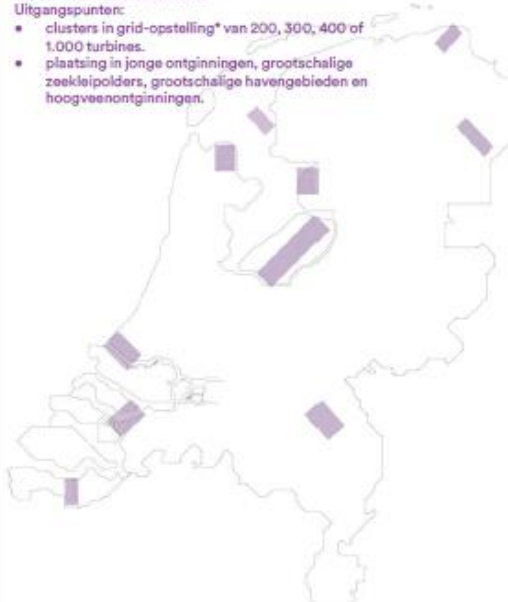 Uitgangspunten:
• clusters in grid-opstelling* van 200, 300, 400 of
1.000 turbines.
• plaatsing in jonge ontginningen, grootschalige
zeekleipolders, grootschalige havengebieden en
hoogveenontginningen.